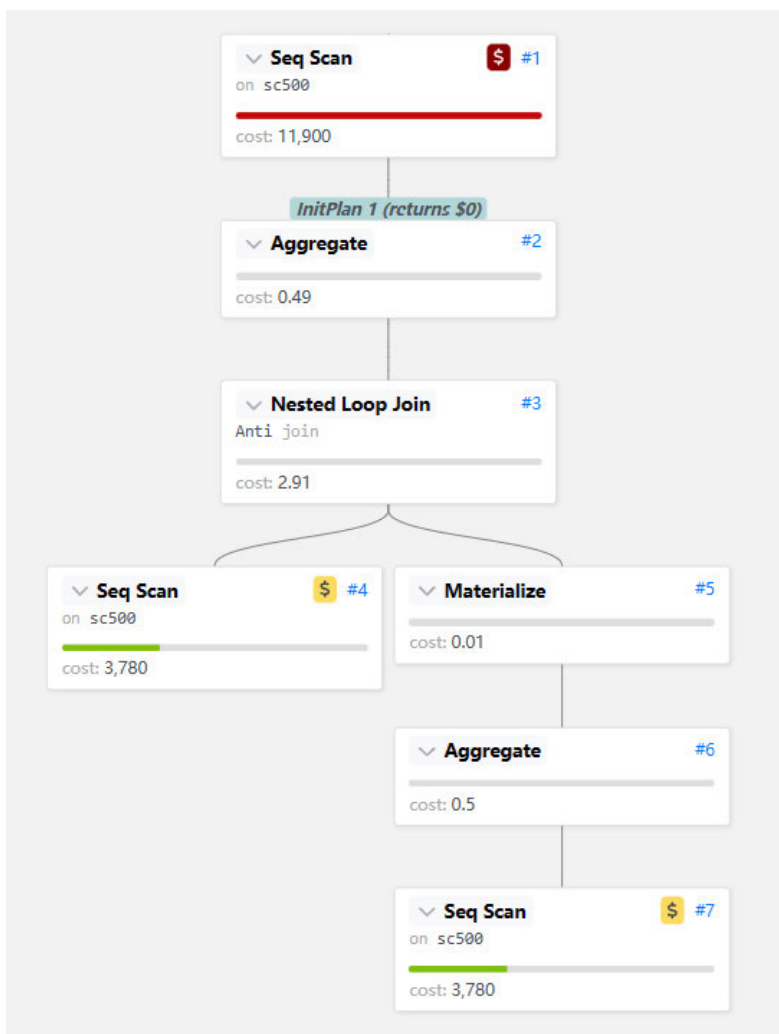 Seq Scan $ #1
on sc500
cost: 11,900
InitPlan 1 (returns $0)
Aggregate #2
cost: 0.49
Nested Loop Join #3
Anti join
cost: 2.91
Seq Scan $ #4
on sc500
cost: 3,780
Materialize #5
cost: 0.01
Aggregate #6
cost: 0.5
Seq Scan $ #7
on sc500
cost: 3,780